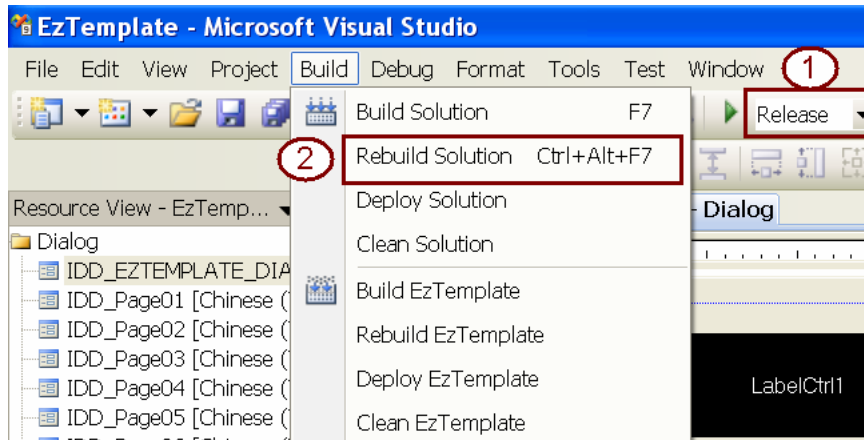 EzTemplate - Microsoft Visual Studio
File Edit View Project Build Debug Format Tools Test Window 1
Release
Build Solution F7
2 Rebuild Solution Ctrl+Alt+F7
Deploy Solution
Clean Solution
Build EzTemplate
Rebuild EzTemplate
Deploy EzTemplate
Clean EzTemplate
Resource View - EzTemp...
Dialog
IDD_EZTEMPLATE_DIA
IDD_Page01 [Chinese (
IDD_Page02 [Chinese (
IDD_Page03 [Chinese (
IDD_Page04 [Chinese (
IDD_Page05 [Chinese (
- Dialog
LabelCtrl1